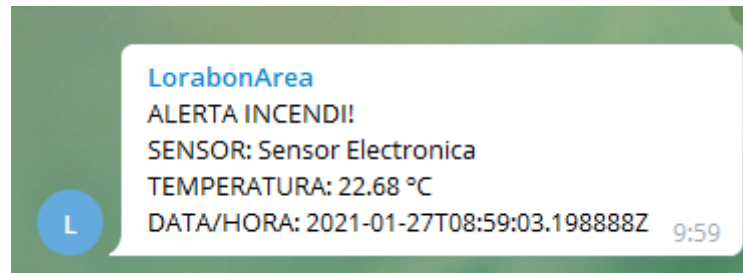 LorabonArea
ALERTA INCENDI!
SENSOR: Sensor Electronica
TEMPERATURA: 22.68 ºC
DATA/HORA: 2021-01-27T08:59:03.198888Z
9:59
L